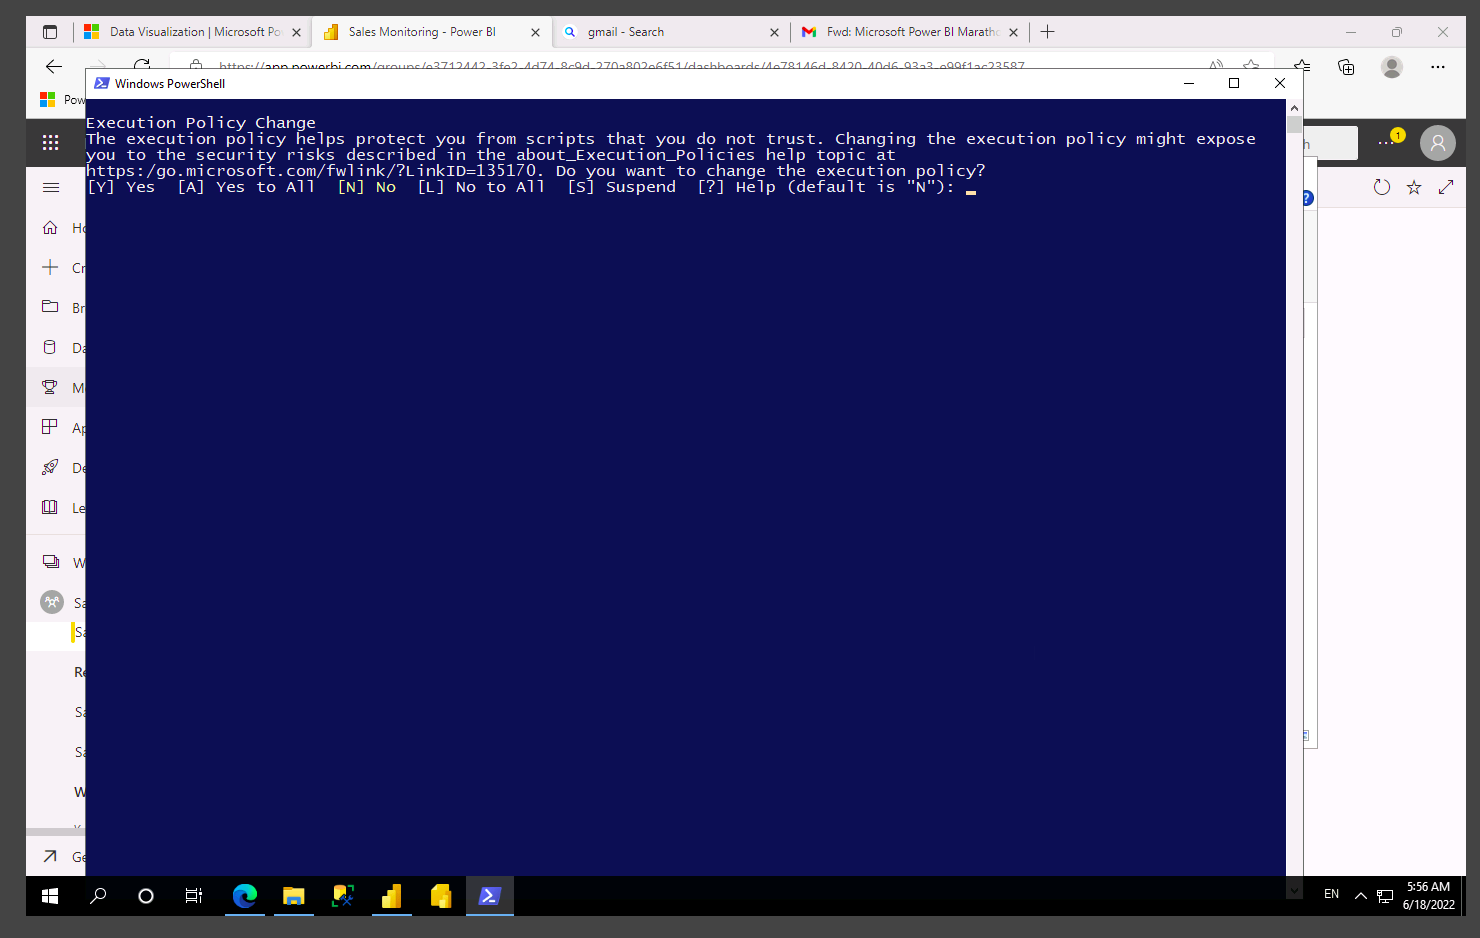 Data Visualization | Microsoft Po
Sales Monitoring - Power BI
gmail - Search
Fwd: Microsoft Power BI Maratho
https://app.powerbi.com/groups/e3712442-3fe2-4d74-8c9d-270a802e6f51/dashboards/4e78146d-8420-40d6-93a3-e99f1ac23587
Pow
Windows PowerShell
Execution Policy Change
The execution policy helps protect you from scripts that you do not trust. Changing the execution policy might expose
you to the security risks described in the about_Execution_Policies help topic at
https:/go.microsoft.com/fwlink/?LinkID=135170. Do you want to change the execution policy?
[Y] Yes  [A] Yes to All  [N] No  [L] No to All  [S] Suspend  [?] Help (default is "N"):
1
h
?
Ho
Cr
Br
Da
M
Ap
De
Le
W
Sa
Sa
Re
Sa
Sa
W
Ge
EN
5:56 AM
6/18/2022